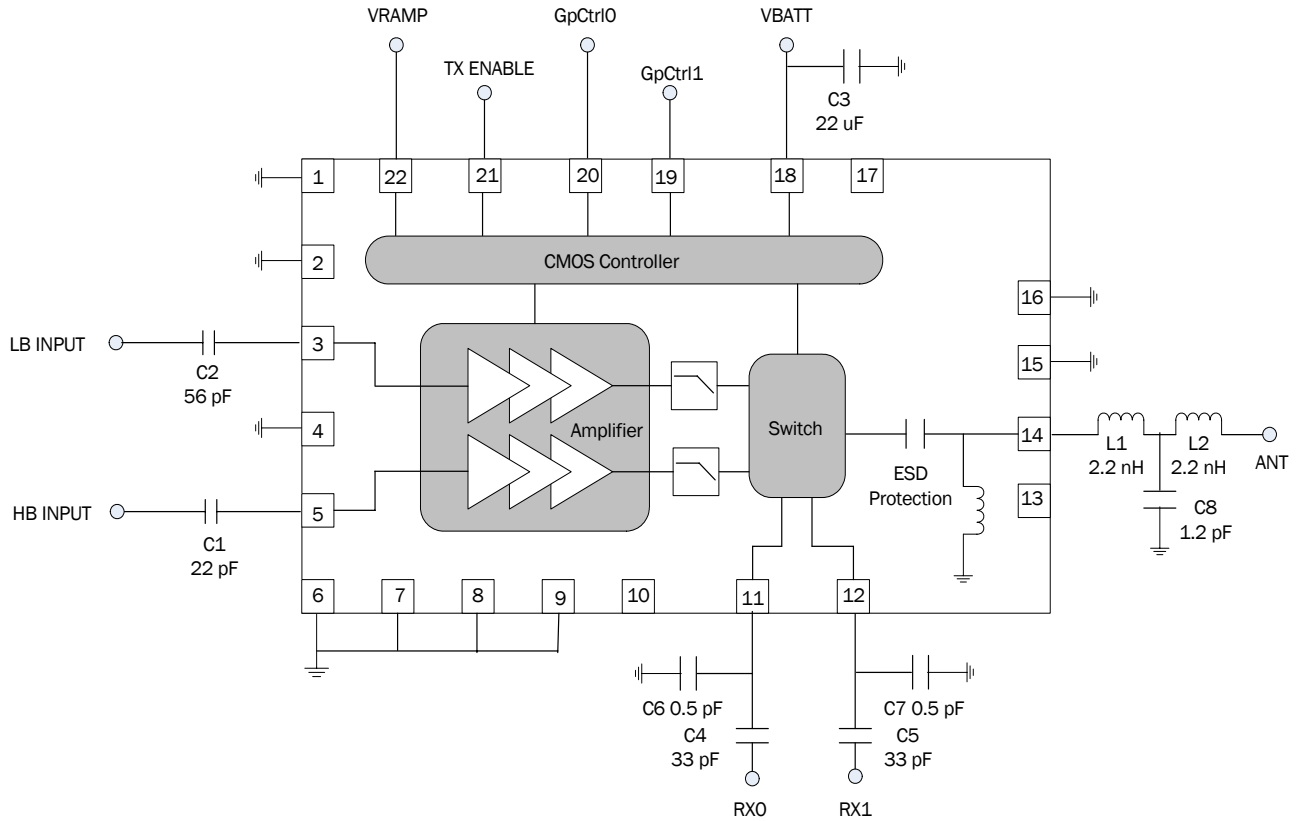 VRAMP
GpCtrl0
VBATT
TX ENABLE
GpCtrl1
C3
22 uF
1
22
21
20
19
18
17
2
CMOS Controller
16
LB INPUT
3
15
C2
56 pF
4
Amplifier
Switch
14
L1
2.2 nH
L2
2.2 nH
ANT
ESD
Protection
13
HB INPUT
5
C8
1.2 pF
C1
22 pF
6
7
8
9
10
11
12
C6 0.5 pF
C7 0.5 pF
C4
33 pF
C5
33 pF
RX0
RX1